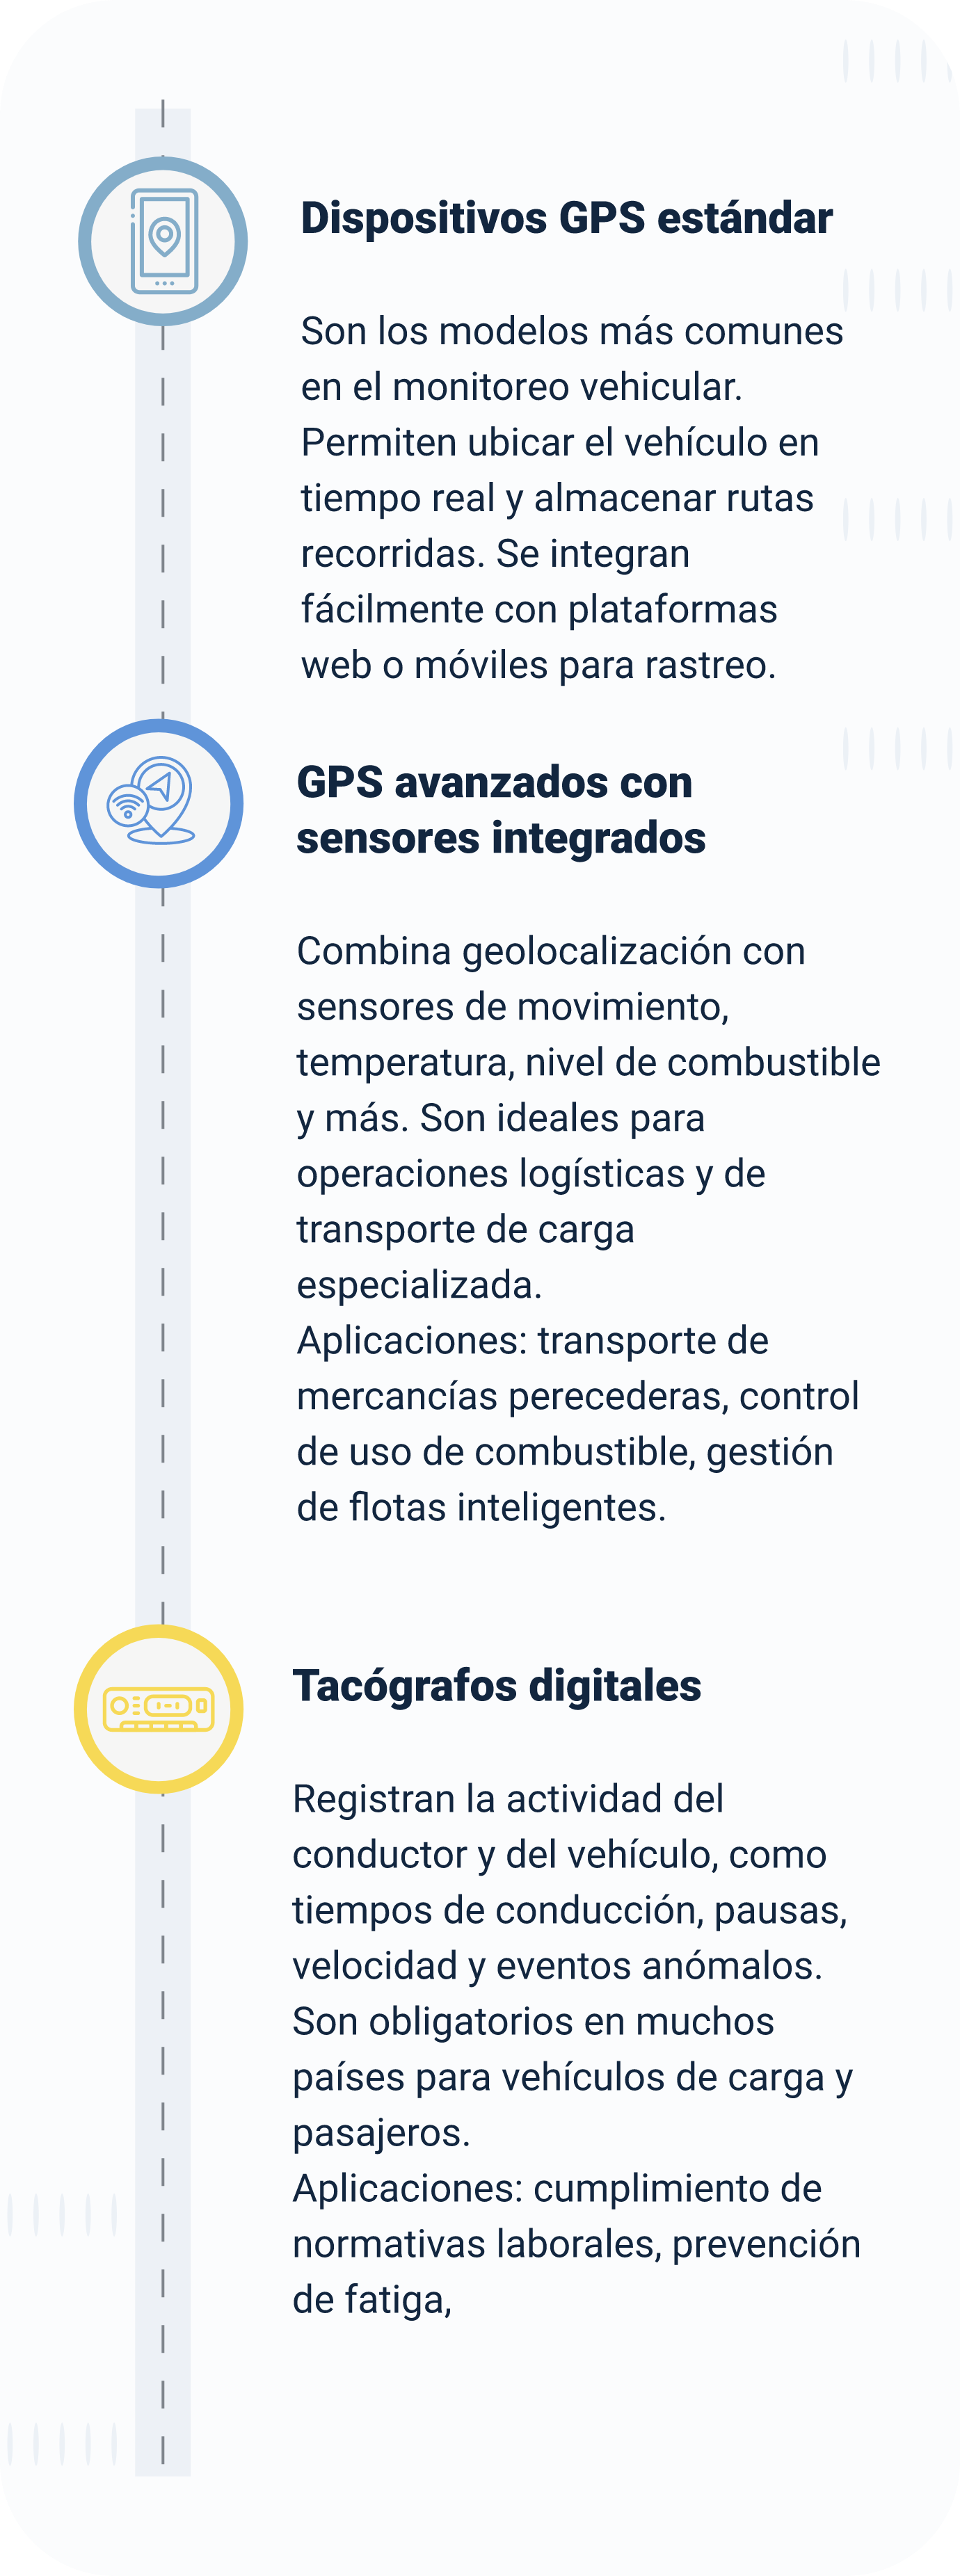 Dispositivos GPS estándar
Son los modelos más comunes
en el monitoreo vehicular.
Permiten ubicar el vehículo en
tiempo real y almacenar rutas
recorridas. Se integran
fácilmente con plataformas
web o móviles para rastreo.
GPS avanzados con
sensores integrados
Combina geolocalización con
sensores de movimiento,
temperatura, nivel de combustible
y más. Son ideales para
operaciones logísticas y de
transporte de carga
especializada.
Aplicaciones: transporte de
mercancías perecederas, control
de uso de combustible, gestión
de flotas inteligentes.
Tacógrafos digitales
Registran la actividad del
conductor y del vehículo, como
tiempos de conducción, pausas,
velocidad y eventos anómalos.
Son obligatorios en muchos
países para vehículos de carga y
pasajeros.
Aplicaciones: cumplimiento de
normativas laborales, prevención
de fatiga,